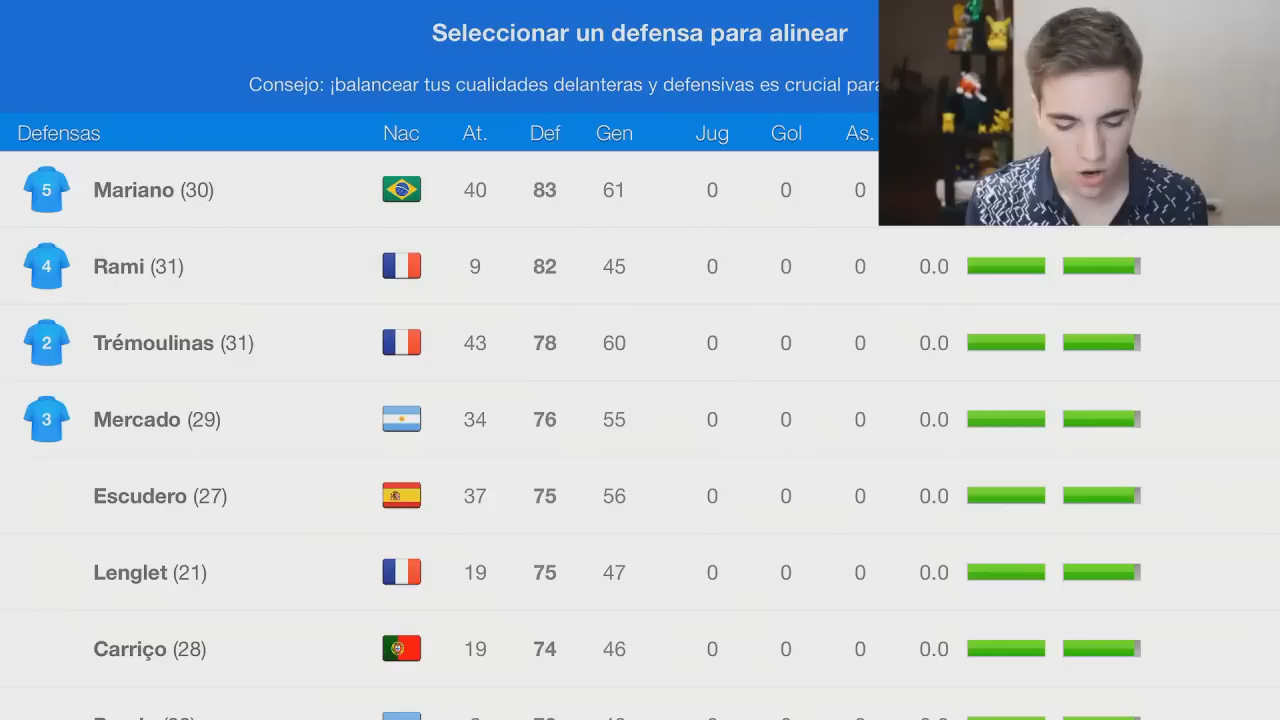 Seleccionar un defensa para alinear
Consejo: ¡balancear tus cualidades delanteras y defensivas es crucial para
Defensas Nac At. Def Gen Jug Gol As.
5 Mariano (30) 40 83 61 0 0 0
4 Rami (31) 9 82 45 0 0 0 0.0
2 Trémoulinas (31) 43 78 60 0 0 0 0.0
3 Mercado (29) 34 76 55 0 0 0 0.0
Escudero (27) 37 75 56 0 0 0 0.0
Lenglet (21) 19 75 47 0 0 0 0.0
Carriço (28) 19 74 46 0 0 0 0.0